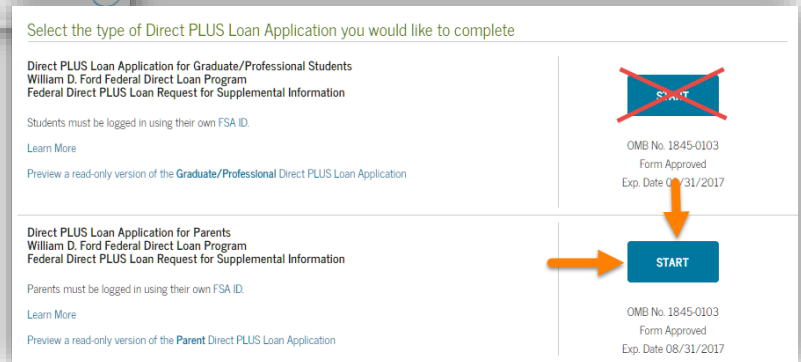 Select the type of Direct PLUS Loan Application you would like to complete
Direct PLUS Loan Application for Graduate/Professional Students
William D. Ford Federal Direct Loan Program
Federal Direct PLUS Loan Request for Supplemental Information
Students must be logged in using their own FSA ID.
Learn More
Preview a read-only version of the Graduate/Professional Direct PLUS Loan Application
START
OMB No. 1845-0103
Form Approved
Exp. Date /31/2017
Direct PLUS Loan Application for Parents
William D. Ford Federal Direct Loan Program
Federal Direct PLUS Loan Request for Supplemental Information
Parents must be logged in using their own FSA ID.
Learn More
Preview a read-only version of the Parent Direct PLUS Loan Application
START
OMB No. 1845-0103
Form Approved
Exp. Date 08/31/2017